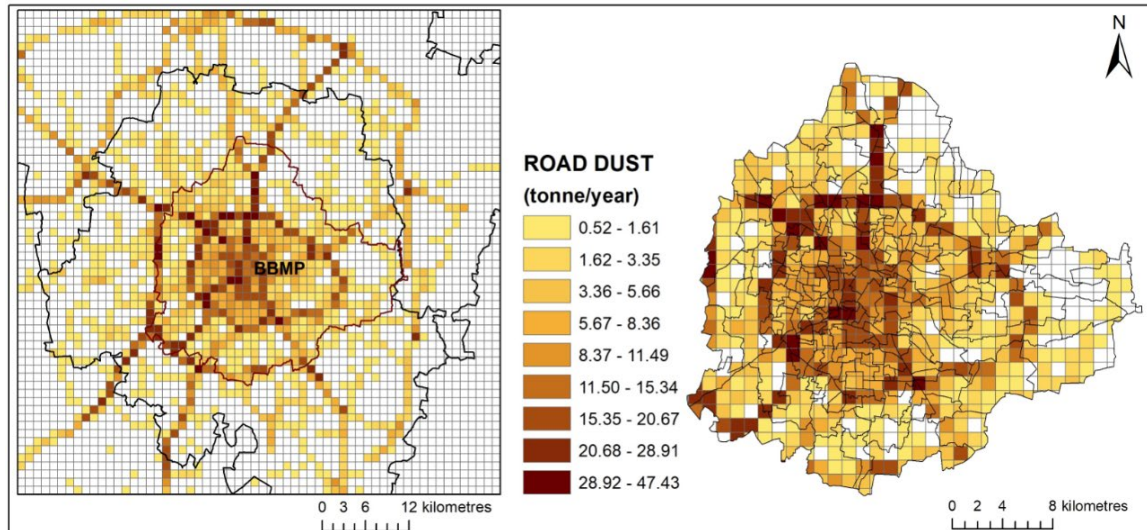 BBMP
0 3 6 12 kilometres
ROAD DUST
(tonne/year)
0.52 - 1.61
1.62 - 3.35
3.36 - 5.66
5.67 - 8.36
8.37 - 11.49
11.50 - 15.34
15.35 - 20.67
20.68 - 28.91
28.92 - 47.43
N
0 2 4 8 kilometres